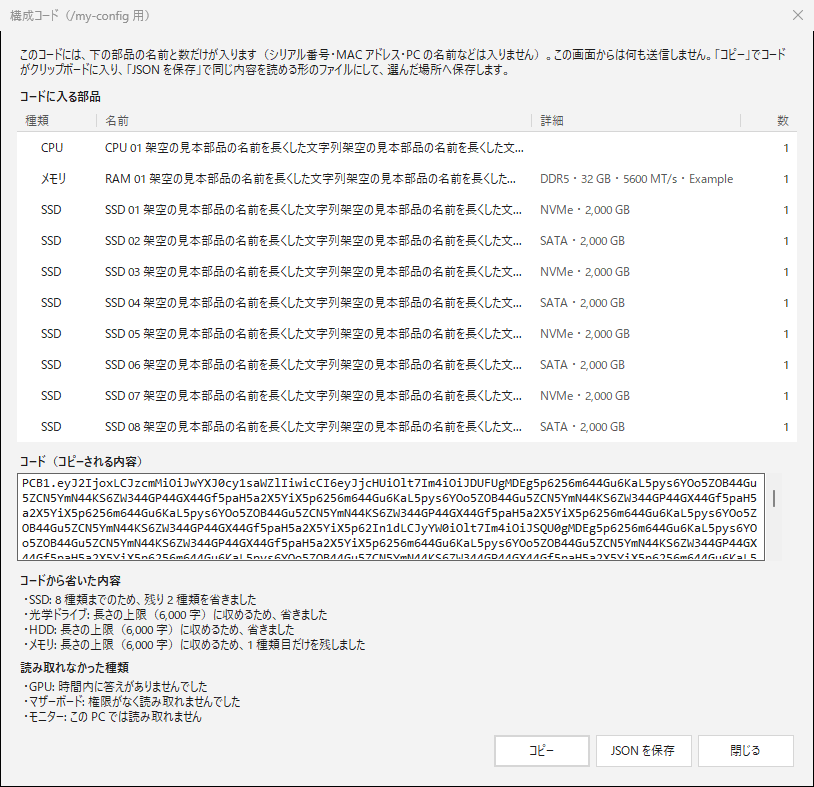 構成コード（/my-config 用）
このコードには、下の部品の名前と数だけが入ります（シリアル番号・MAC アドレス・PC の名前などは入りません）。この画面からは何も送信しません。「コピー」でコード
がクリップボードに入り、「JSON を保存」で同じ内容を読める形のファイルにして、選んだ場所へ保存します。
コードに入る部品
種類 名前 詳細 数
CPU CPU 01 架空の見本部品の名前を長くした文字列架空の見本部品の名前を長くした文... 1
メモリ RAM 01 架空の見本部品の名前を長くした文字列架空の見本部品の名前を長くした... DDR5・32 GB・5600 MT/s・Example 1
SSD SSD 01 架空の見本部品の名前を長くした文字列架空の見本部品の名前を長くした文... NVMe・2,000 GB 1
SSD SSD 02 架空の見本部品の名前を長くした文字列架空の見本部品の名前を長くした文... SATA・2,000 GB 1
SSD SSD 03 架空の見本部品の名前を長くした文字列架空の見本部品の名前を長くした文... NVMe・2,000 GB 1
SSD SSD 04 架空の見本部品の名前を長くした文字列架空の見本部品の名前を長くした文... SATA・2,000 GB 1
SSD SSD 05 架空の見本部品の名前を長くした文字列架空の見本部品の名前を長くした文... NVMe・2,000 GB 1
SSD SSD 06 架空の見本部品の名前を長くした文字列架空の見本部品の名前を長くした文... SATA・2,000 GB 1
SSD SSD 07 架空の見本部品の名前を長くした文字列架空の見本部品の名前を長くした文... NVMe・2,000 GB 1
SSD SSD 08 架空の見本部品の名前を長くした文字列架空の見本部品の名前を長くした文... SATA・2,000 GB 1
コード（コピーされる内容）
PCB1.eyJ2IjoxLCJzcmMiOiJwYXJ0cy1saWZlIiwicCI6eyJjcHUiOlt7Im4iOiJDUFUgMDEg5p6256m644Gu6KaL5pys6YOo5ZOB44Gu
5ZCN5YmN44KS6ZW344GP44GX44Gf5paH5a2X5YiX5p6256m644Gu6KaL5pys6YOo5ZOB44Gu5ZCN5YmN44KS6ZW344GP44GX44Gf5paH5
a2X5YiX5p6256m644Gu6KaL5pys6YOo5ZOB44Gu5ZCN5YmN44KS6ZW344GP44GX44Gf5paH5a2X5YiX5p6256m644Gu6KaL5pys6YOo5
ZOB44Gu5ZCN5YmN44KS6ZW344GP44GX44Gf5paH5a2X5YiX5p62In1dLCJyYW0iOlt7Im4iOiJSQU0gMDEg5p6256m644Gu6KaL5pys6YO
o5ZOB44Gu5ZCN5YmN44KS6ZW344GP44GX44Gf5paH5a2X5YiX5p6256m644Gu6KaL5pys6YOo5ZOB44Gu5ZCN5YmN44KS6ZW344GP44GX
44Gf5paH5a2X5YiX5p6256m644Gu6KaL5pys6YOo5ZOB44Gu5ZCN5YmN44KS6ZW344GP44GX44Gf5paH5a2X5YiX5p6256m644Gu6KaL5
コードから省いた内容
・SSD: 8 種類までのため、残り 2 種類を省きました
・光学ドライブ: 長さの上限（6,000 字）に収めるため、省きました
・HDD: 長さの上限（6,000 字）に収めるため、省きました
・メモリ: 長さの上限（6,000 字）に収めるため、1 種類目だけを残しました
読み取れなかった種類
・GPU: 時間内に答えがありませんでした
・マザーボード: 権限がなく読み取れませんでした
・モニター: この PC では読み取れません
コピー
JSON を保存
閉じる